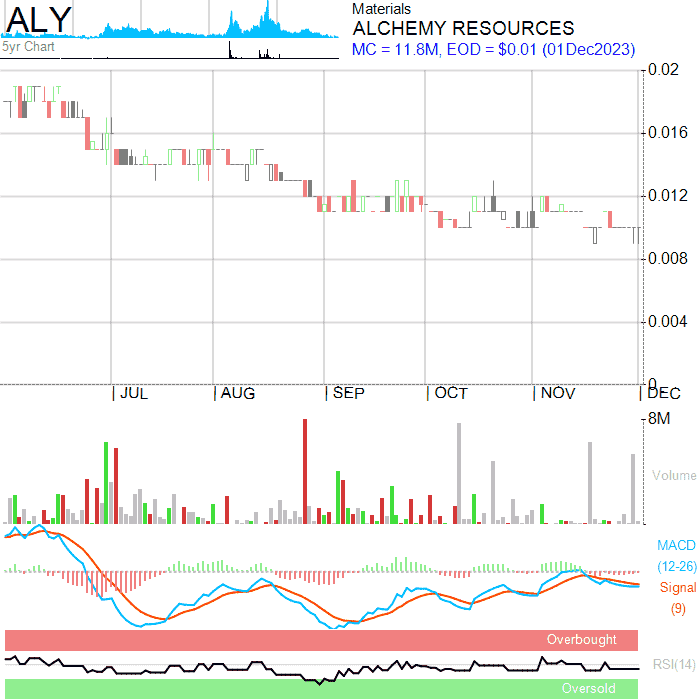 ALY
5yr Chart
Materials
ALCHEMY RESOURCES
MC = 11.8M, EOD = $0.01 (01Dec2023)
0.02
0.016
0.012
0.008
0.004
0
JUL AUG SEP OCT NOV DEC
8M
Volume
MACD
(12-26)
Signal
(9)
Overbought
RSI(14)
Oversold